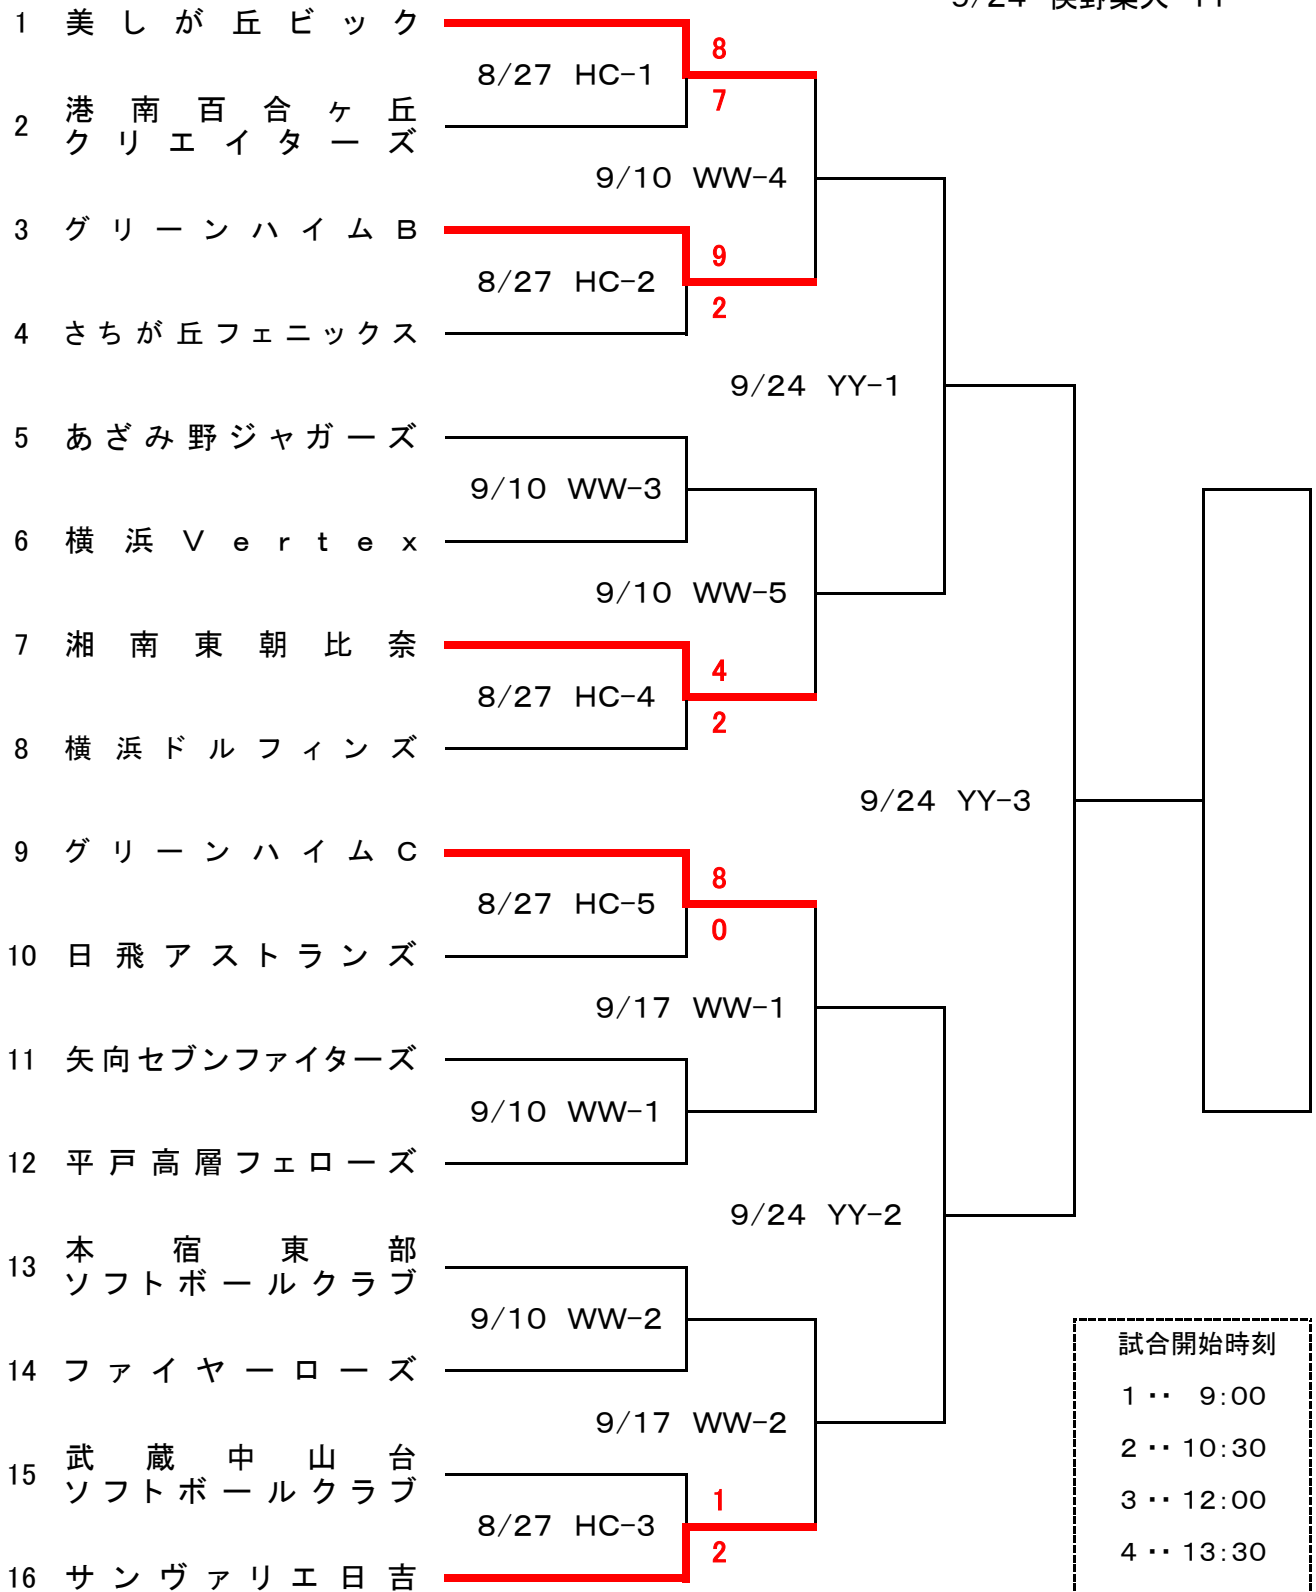 1 美しが丘ビック
8/27 HC-1
8
7
2 港南百合ヶ丘
クリエイターズ
9/10 WW-4
3 グリーンハイムB
8/27 HC-2
9
2
4 さちが丘フェニックス
9/24 YY-1
5 あざみ野ジャガーズ
9/10 WW-3
6 横浜Vertex
9/10 WW-5
7 湘南東朝比奈
8/27 HC-4
4
2
8 横浜ドルフィンズ
9/24 YY-3
9 グリーンハイムC
8/27 HC-5
8
0
10 日飛アストランズ
9/17 WW-1
11 矢向セブンファイターズ
9/10 WW-1
12 平戸高層フェローズ
9/24 YY-2
13 本宿東部
ソフトボールクラブ
9/10 WW-2
14 ファイヤーローズ
9/17 WW-2
15 武蔵中山台
ソフトボールクラブ
8/27 HC-3
1
2
16 サンヴァリエ日吉
試合開始時刻
1 ・・ 9:00
2 ・・ 10:30
3 ・・ 12:00
4 ・・ 13:30